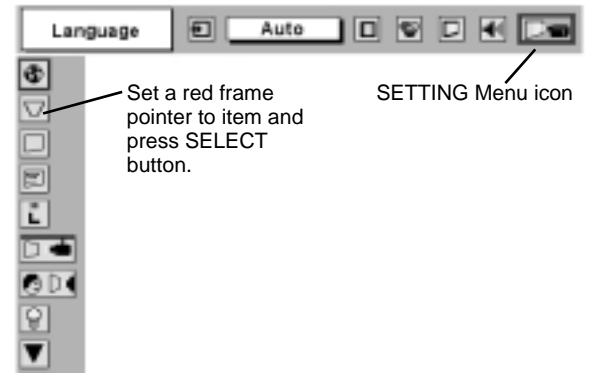 Language
Auto
Set a red frame
pointer to item and
press SELECT
button.
SETTING Menu icon